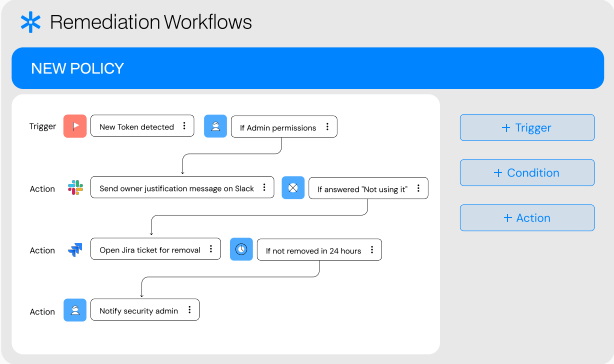 Remediation Workflows
NEW POLICY
Trigger New Token detected If Admin permissions
Action Send owner justification message on Slack If answered "Not using it"
Action Open Jira ticket for removal If not removed in 24 hours
Action Notify security admin
+ Trigger
+ Condition
+ Action